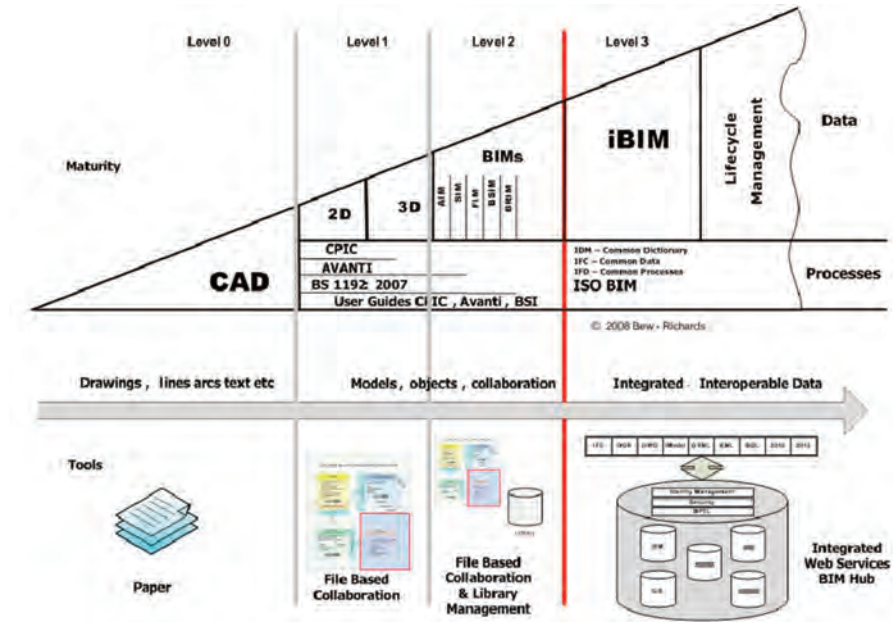 Level 0
Level 1
Level 2
Level 3
Maturity
2D
3D
BIMs
AIM
SIM
FIM
BSIM
BRIM
iBIM
Lifecycle
Management
Data
CAD
CPIC
AVANTI
BS 1192: 2007
User Guides CPIC , Avanti , BSI
IDM – Common Dictionary
IFC – Common Data
IFD – Common Processes
ISO BIM
Processes
© 2008 Bew - Richards
Drawings , lines arcs text etc
Models, objects, collaboration
Integrated Interoperable Data
Tools
Paper
File Based
Collaboration
File Based
Collaboration
& Library
Management
Identity Management
Security
Integrated
Web Services
BIM Hub